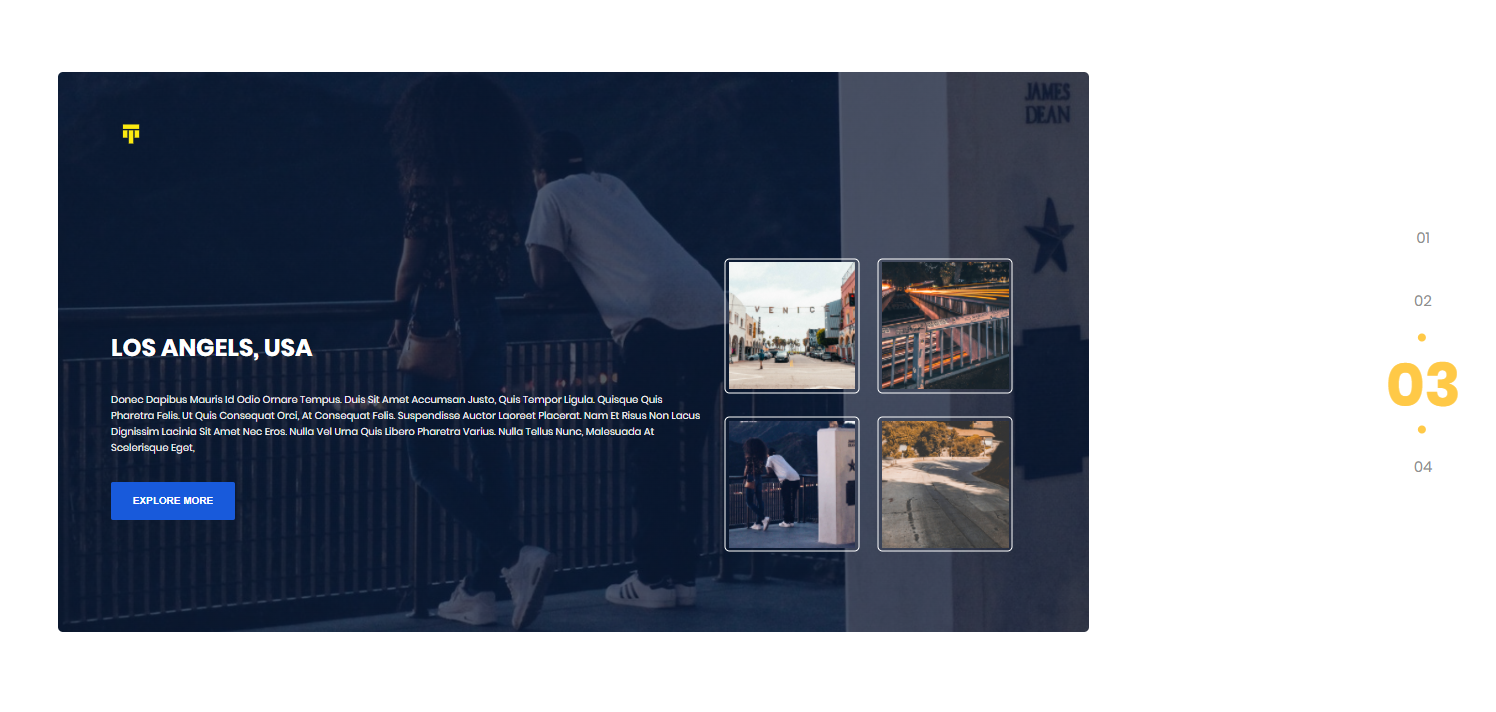 JAMES
DEAN
VENIC
LOS ANGELS, USA
Donec Dapibus Mauris Id Odio Ornare Tempus. Duis Sit Amet Accumsan Justo, Quis Tempor Ligula. Quisque Quis
Pharetra Felis. Ut Quis Consequat Orci, At Consequat Felis. Suspendisse Auctor Laoreet Placerat. Nam Et Risus Non Lacus
Dignissim Lacinia Sit Amet Nec Eros. Nulla Vel Urna Quis Libero Pharetra Varius. Nulla Tellus Nunc, Malesuada At
Scelerisque Eget,
EXPLORE MORE
01
02
03
04